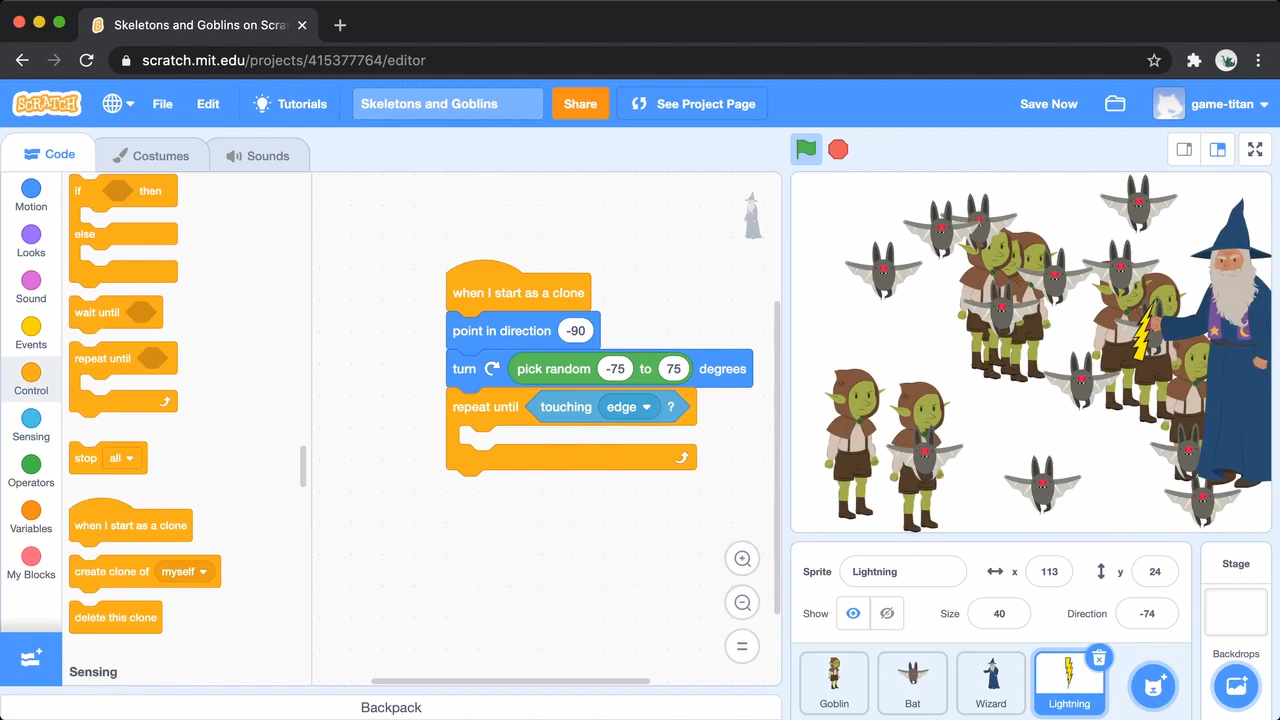 Skeletons and Goblins on Scra
scratch.mit.edu/projects/415377764/editor
SCRATCH File Edit Tutorials Skeletons and Goblins Share See Project Page Save Now game-titan
Code Costumes Sounds
Motion
Looks
Sound
Events
Control
Sensing
Operators
Variables
My Blocks
if then
else
wait until
repeat until
stop all
when I start as a clone
create clone of myself
delete this clone
Sensing
when I start as a clone
point in direction -90
turn pick random -75 to 75 degrees
repeat until touching edge ?
Backpack
Sprite Lightning x 113 y 24
Show Size 40 Direction -74
Goblin Bat Wizard Lightning
Stage
Backdrops